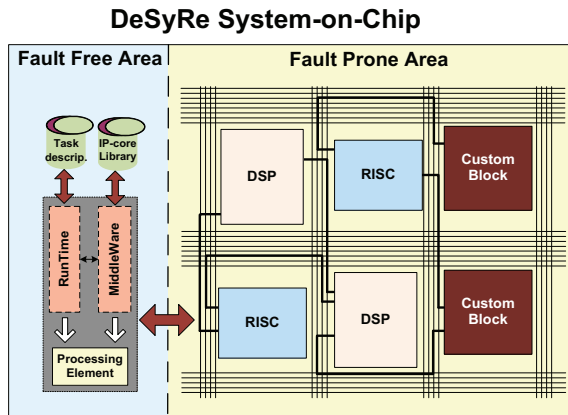 DeSyRe System-on-Chip
Fault Free Area
Fault Prone Area
Task
descrip.
IP-core
Library
RunTime
MiddleWare
Processing
Element
DSP
RISC
Custom
Block
RISC
DSP
Custom
Block